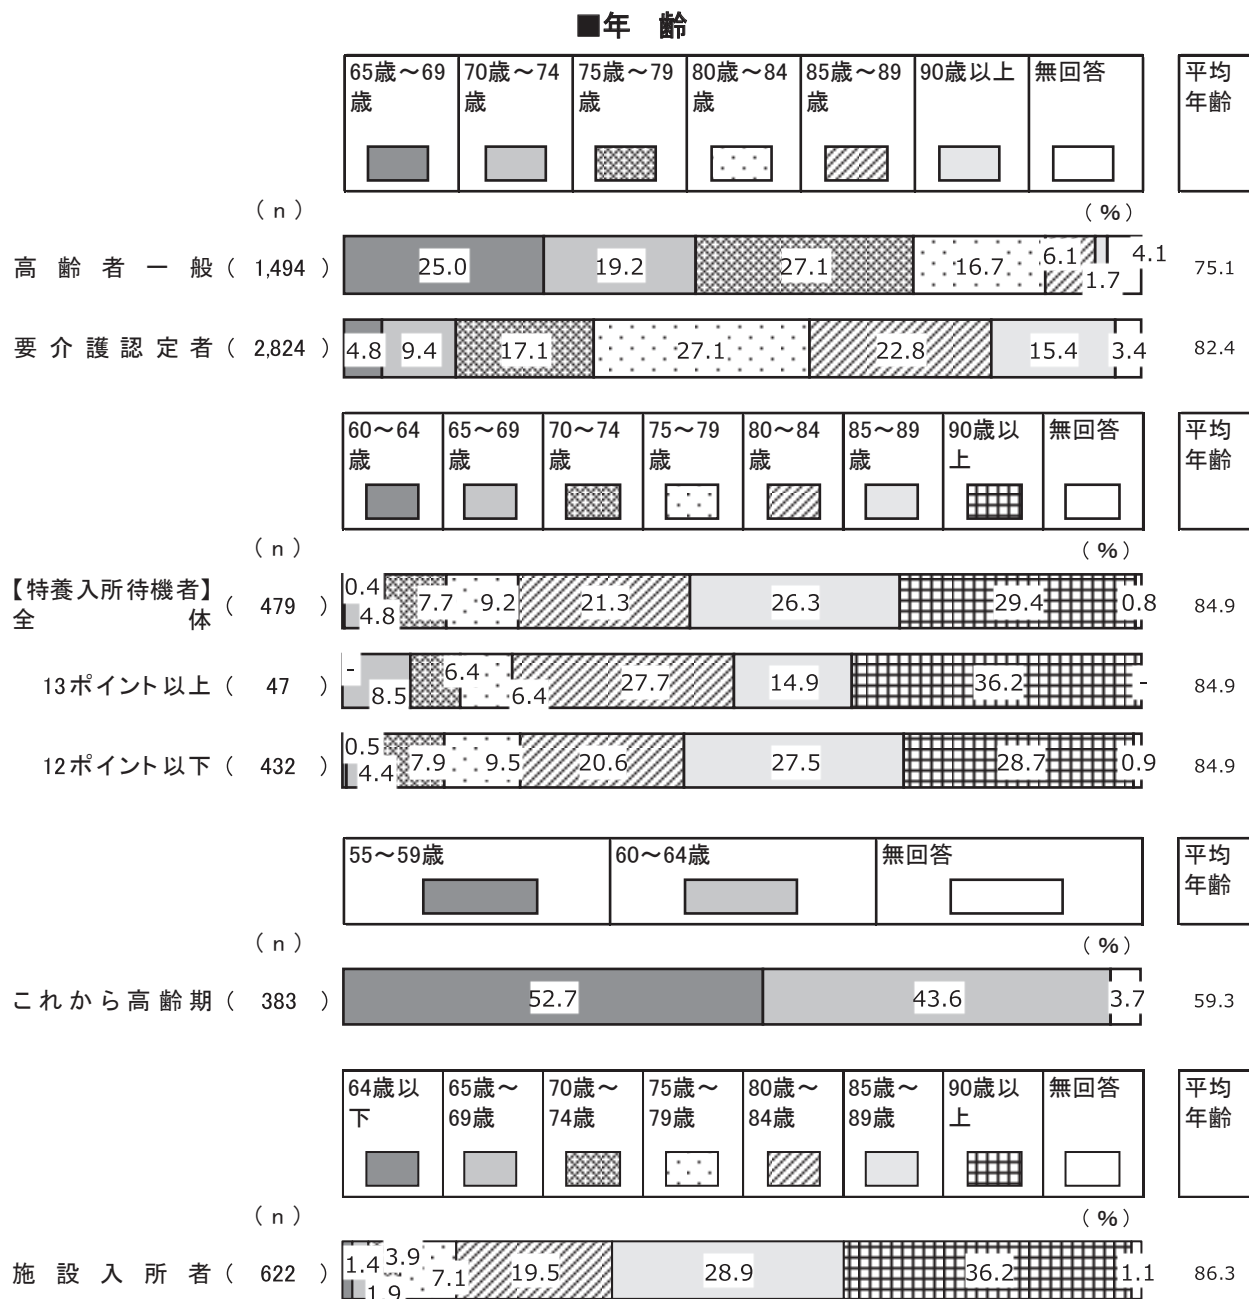 ■年 齢
65歳～69歳 70歳～74歳 75歳～79歳 80歳～84歳 85歳～89歳 90歳以上 無回答 平均年齢
（ n ） （ % ）
高齢者一般（ 1,494 ） 25.0 19.2 27.1 16.7 6.1 1.7 4.1 75.1
要介護認定者（ 2,824 ） 4.8 9.4 17.1 27.1 22.8 15.4 3.4 82.4
60～64歳 65～69歳 70～74歳 75～79歳 80～84歳 85～89歳 90歳以上 無回答 平均年齢
（ n ） （ % ）
【特養入所待機者】
全体（ 479 ） 0.4 4.8 7.7 9.2 21.3 26.3 29.4 0.8 84.9
13ポイント以上（ 47 ） - 8.5 6.4 6.4 27.7 14.9 36.2 - 84.9
12ポイント以下（ 432 ） 0.5 4.4 7.9 9.5 20.6 27.5 28.7 0.9 84.9
55～59歳 60～64歳 無回答 平均年齢
（ n ） （ % ）
これから高齢期（ 383 ） 52.7 43.6 3.7 59.3
64歳以下 65歳～69歳 70歳～74歳 75歳～79歳 80歳～84歳 85歳～89歳 90歳以上 無回答 平均年齢
（ n ） （ % ）
施設入所者（ 622 ） 1.4 1.9 3.9 7.1 19.5 28.9 36.2 1.1 86.3